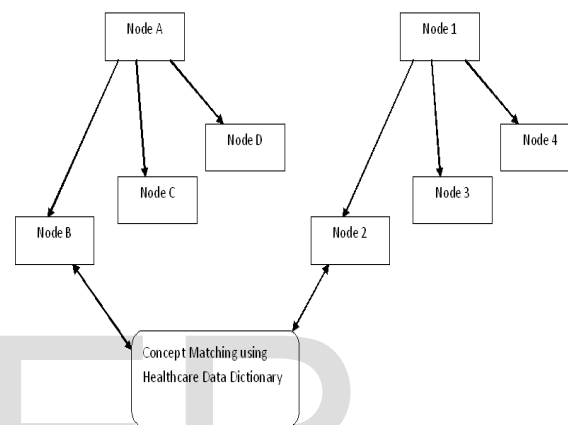 Node A
Node 1
Node D
Node 4
Node C
Node 3
Node B
Node 2
Concept Matching using
Healthcare Data Dictionary